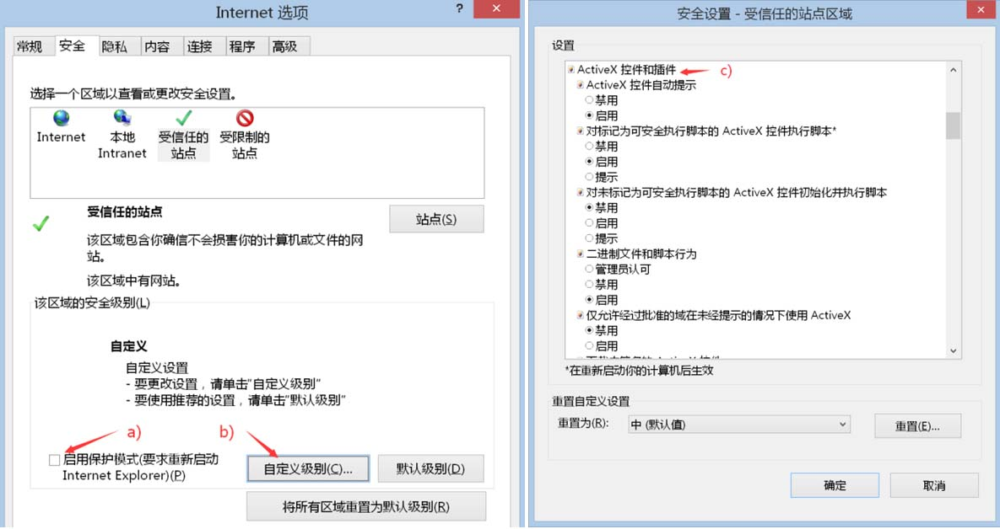 Internet 选项
?
常规 安全 隐私 内容 连接 程序 高级
选择一个区域以查看或更改安全设置。
Internet
本地
Intranet
受信任的
站点
受限制的
站点
受信任的站点
站点(S)
该区域包含你确信不会损害你的计算机或文件的网
站。
该区域中有网站。
该区域的安全级别(L)
自定义
自定义设置
- 要更改设置，请单击"自定义级别"
- 要使用推荐的设置，请单击"默认级别"
a)
b)
启用保护模式(要求重新启动
Internet Explorer)(P)
自定义级别(C)...
默认级别(D)
将所有区域重置为默认级别(R)
安全设置 - 受信任的站点区域
设置
ActiveX 控件和插件
c)
ActiveX 控件自动提示
禁用
启用
对标记为可安全执行脚本的 ActiveX 控件执行脚本*
禁用
启用
提示
对未标记为可安全执行脚本的 ActiveX 控件初始化并执行脚本
禁用
启用
提示
二进制文件和脚本行为
管理员认可
禁用
启用
仅允许经过批准的域在未经提示的情况下使用 ActiveX
禁用
启用
*在重新启动你的计算机后生效
重置自定义设置
重置为(R):
中 (默认值)
重置(E)...
确定
取消